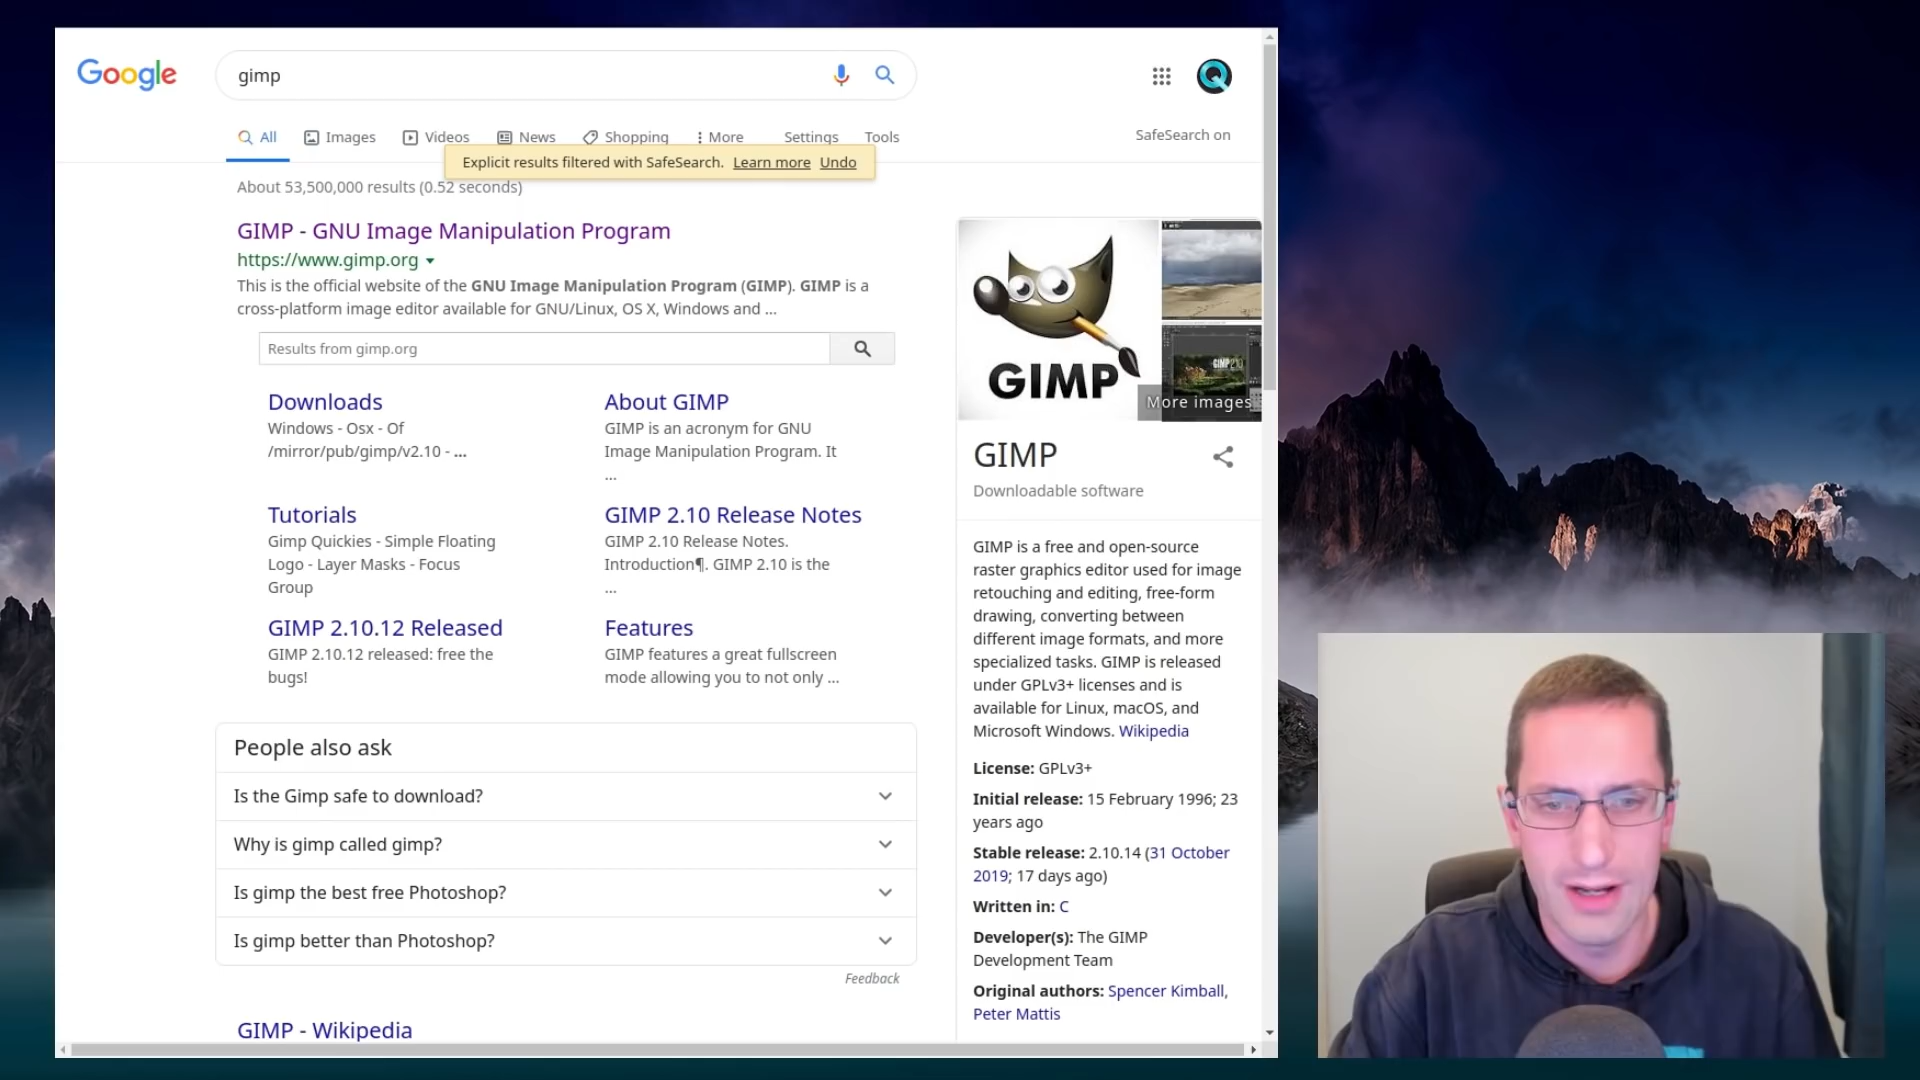 Google
gimp
All
Images
Videos
News
Shopping
More
Settings
Tools
SafeSearch on
Explicit results filtered with SafeSearch. Learn more Undo
About 53,500,000 results (0.52 seconds)
GIMP - GNU Image Manipulation Program
https://www.gimp.org
This is the official website of the GNU Image Manipulation Program (GIMP). GIMP is a
cross-platform image editor available for GNU/Linux, OS X, Windows and ...
Results from gimp.org
Downloads
Windows - Osx - Of
/mirror/pub/gimp/v2.10 - ...
About GIMP
GIMP is an acronym for GNU
Image Manipulation Program. It
...
Tutorials
Gimp Quickies - Simple Floating
Logo - Layer Masks - Focus
Group
GIMP 2.10 Release Notes
GIMP 2.10 Release Notes.
Introduction¶. GIMP 2.10 is the
...
GIMP 2.10.12 Released
GIMP 2.10.12 released: free the
bugs!
Features
GIMP features a great fullscreen
mode allowing you to not only ...
People also ask
Is the Gimp safe to download?
Why is gimp called gimp?
Is gimp the best free Photoshop?
Is gimp better than Photoshop?
Feedback
GIMP - Wikipedia
GIMP
More images
GIMP
Downloadable software
GIMP is a free and open-source
raster graphics editor used for image
retouching and editing, free-form
drawing, converting between
different image formats, and more
specialized tasks. GIMP is released
under GPLv3+ licenses and is
available for Linux, macOS, and
Microsoft Windows. Wikipedia
License: GPLv3+
Initial release: 15 February 1996; 23
years ago
Stable release: 2.10.14 (31 October
2019; 17 days ago)
Written in: C
Developer(s): The GIMP
Development Team
Original authors: Spencer Kimball,
Peter Mattis